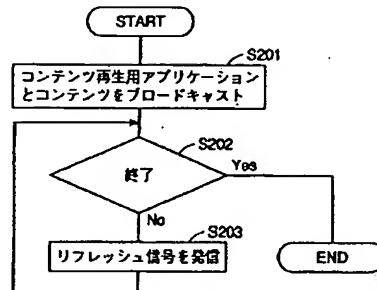 START
S201
コンテンツ再生用アプリケーション
とコンテンツをブロードキャスト
S202
終了
Yes
No
S203
リフレッシュ信号を発信
END